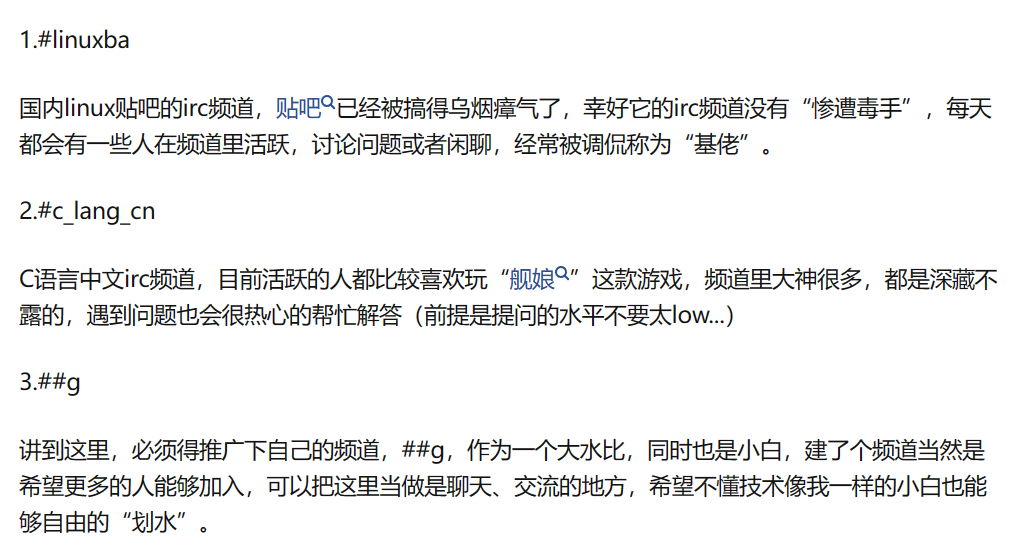 1.#linuxba
国内linux贴吧的irc频道，贴吧已经被搞得乌烟瘴气了，幸好它的irc频道没有“惨遭毒手”，每天
都会有一些人在频道里活跃，讨论问题或者闲聊，经常被调侃称为“基佬”。
2.#c_lang_cn
C语言中文irc频道，目前活跃的人都比较喜欢玩“舰娘”这款游戏，频道里大神很多，都是深藏不
露的，遇到问题也会很热心的帮忙解答（前提是提问的水平不要太low...）
3.##g
讲到这里，必须得推广下自己的频道，##g，作为一个大水比，同时也是小白，建了个频道当然是
希望更多的人能够加入，可以把这里当做是聊天、交流的地方，希望不懂技术像我一样的小白也能
够自由的“划水”。